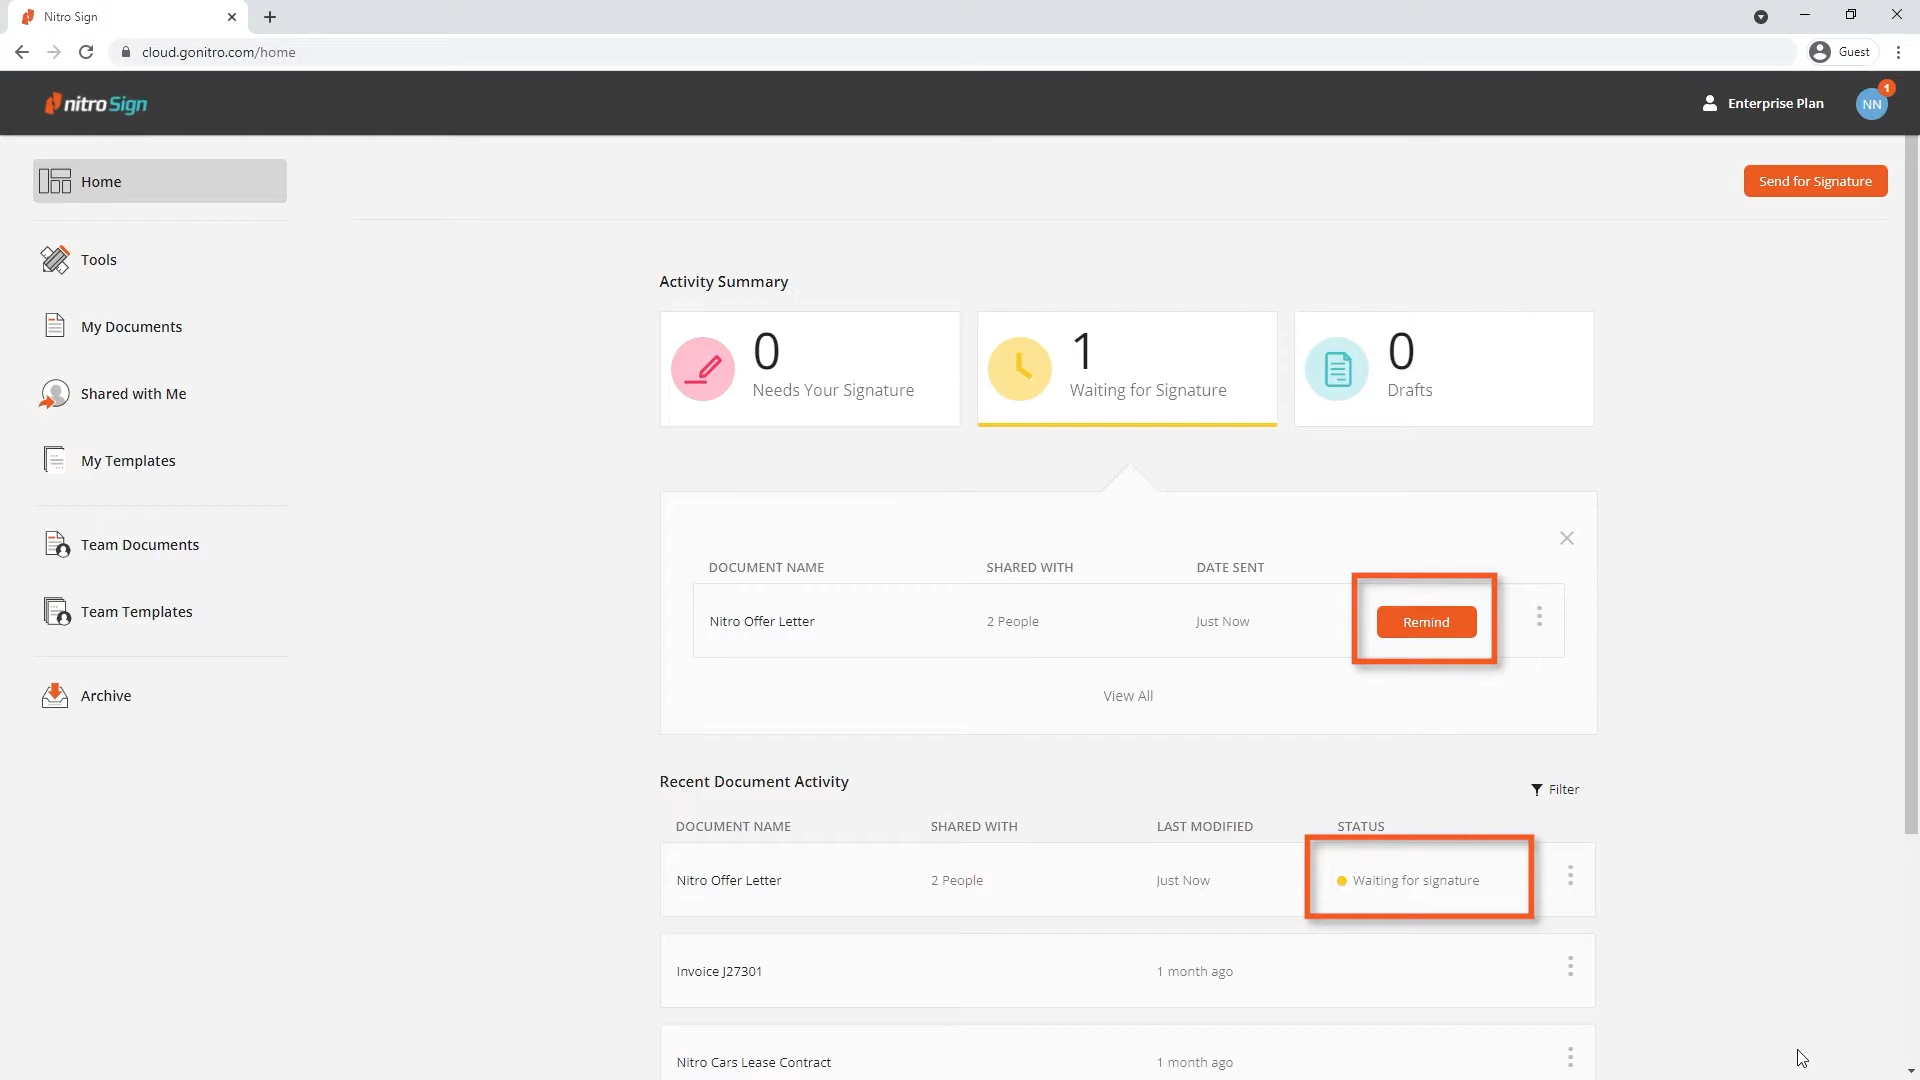 Nitro Sign
cloud.gonitro.com/home
Guest
nitro Sign
Enterprise Plan
NN
1
Home
Send for Signature
Tools
My Documents
Shared with Me
My Templates
Team Documents
Team Templates
Archive
Activity Summary
0
Needs Your Signature
1
Waiting for Signature
0
Drafts
DOCUMENT NAME SHARED WITH DATE SENT
Nitro Offer Letter 2 People Just Now Remind
View All
Recent Document Activity
Filter
DOCUMENT NAME SHARED WITH LAST MODIFIED STATUS
Nitro Offer Letter 2 People Just Now Waiting for signature
Invoice J27301 1 month ago
Nitro Cars Lease Contract 1 month ago